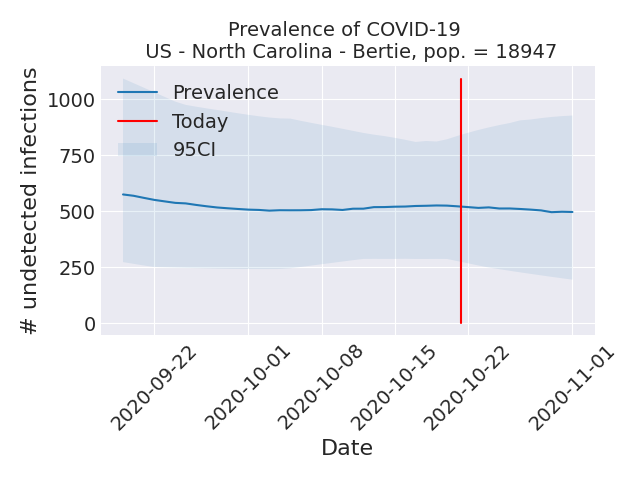 Prevalence of COVID-19
US - North Carolina - Bertie, pop. = 18947
# undetected infections
1000
750
500
250
0
Prevalence
Today
95CI
2020-09-22
2020-10-01
2020-10-08
2020-10-15
2020-10-22
2020-11-01
Date